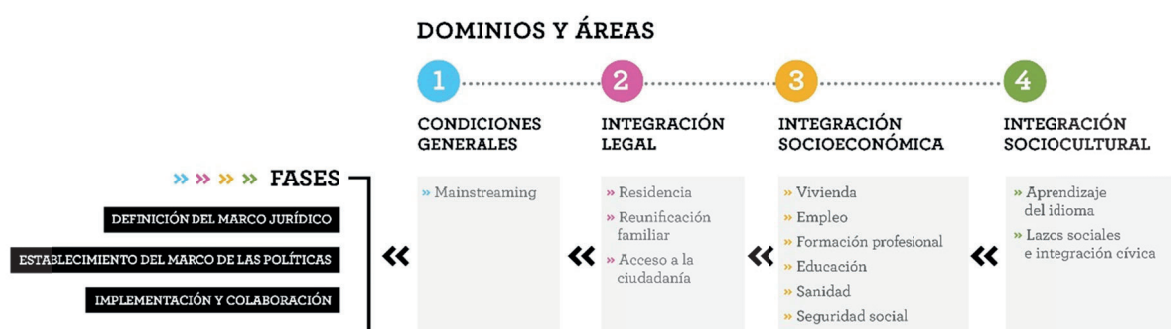 DOMINIOS Y ÁREAS
1
2
3
4
CONDICIONES
GENERALES
INTEGRACIÓN
LEGAL
INTEGRACIÓN
SOCIOECONÓMICA
INTEGRACIÓN
SOCIOCULTURAL
»» »» FASES
DEFINICIÓN DEL MARCO JURÍDICO
ESTABLECIMIENTO DEL MARCO DE LAS POLÍTICAS
IMPLEMENTACIÓN Y COLABORACIÓN
» Mainstreaming
» Residencia
» Reunificación
familiar
» Acceso a la
ciudadanía
» Vivienda
» Empleo
» Formación profesional
» Educación
» Sanidad
» Seguridad social
» Aprendizaje
del idioma
» Lazos sociales
e integración cívica